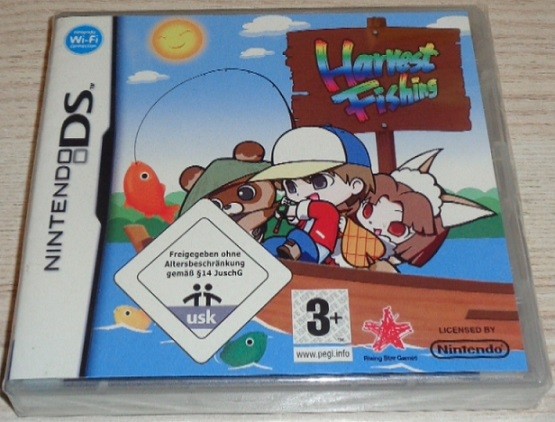 Nintendo
Wi-Fi
CONNECTION
NINTENDO DS™
Harvest
Fishing
Freigegeben ohne
Altersbeschränkung
gemäß §14 JuschG
usk
3+
www.pegi.info
Rising Star Games
LICENSED BY
Nintendo